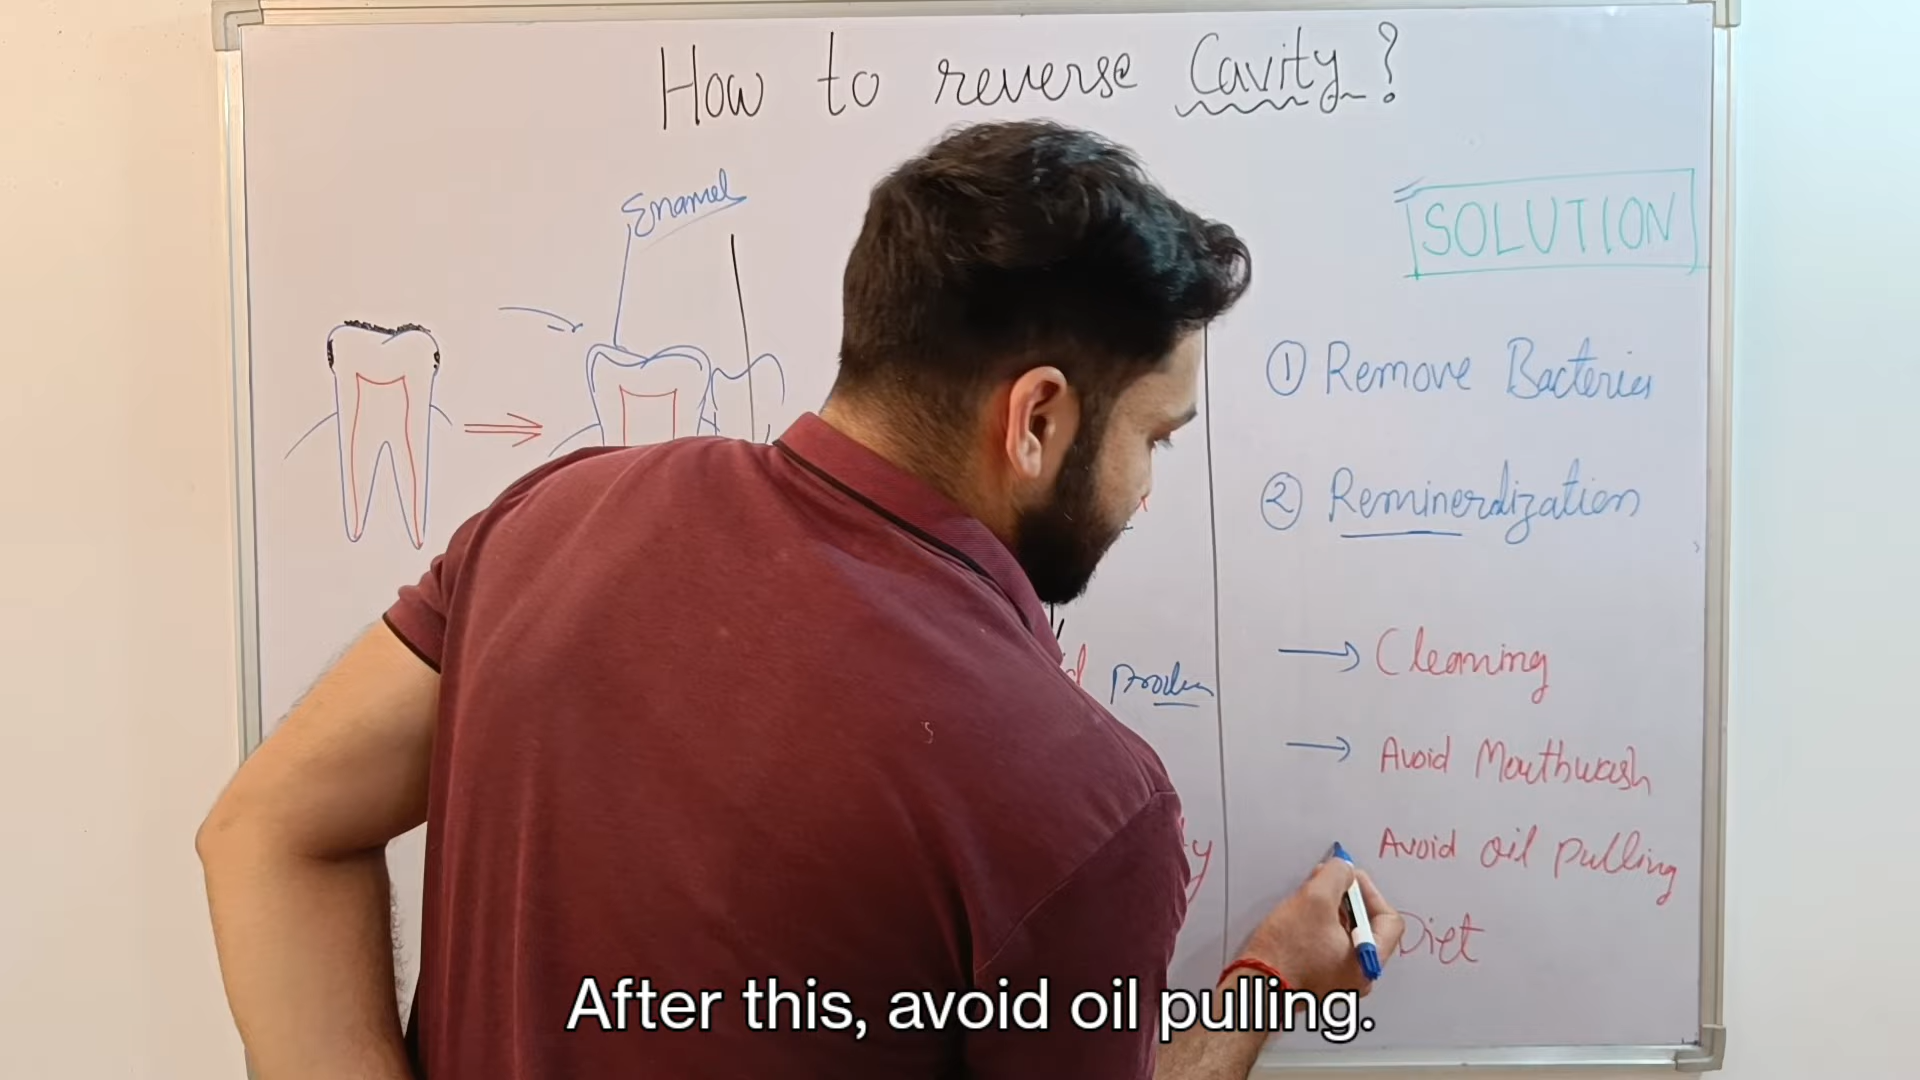 How to reverse Cavity?
Enamel
SOLUTION
① Remove Bacteria
② Remineralization
→ Cleaning
→ Avoid Mouthwash
Avoid oil pulling
Diet
After this, avoid oil pulling.